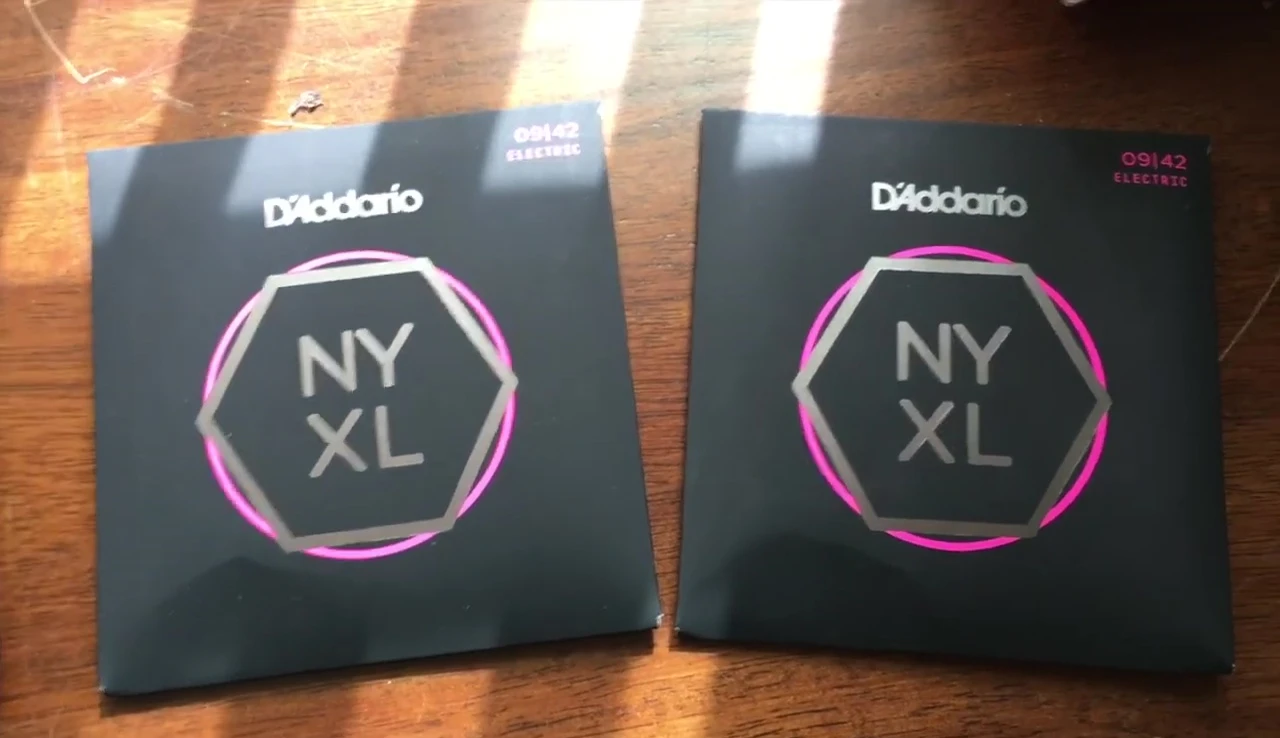 09|42
ELECTRIC
D'Addario
NY
XL
09|42
ELECTRIC
D'Addario
NY
XL